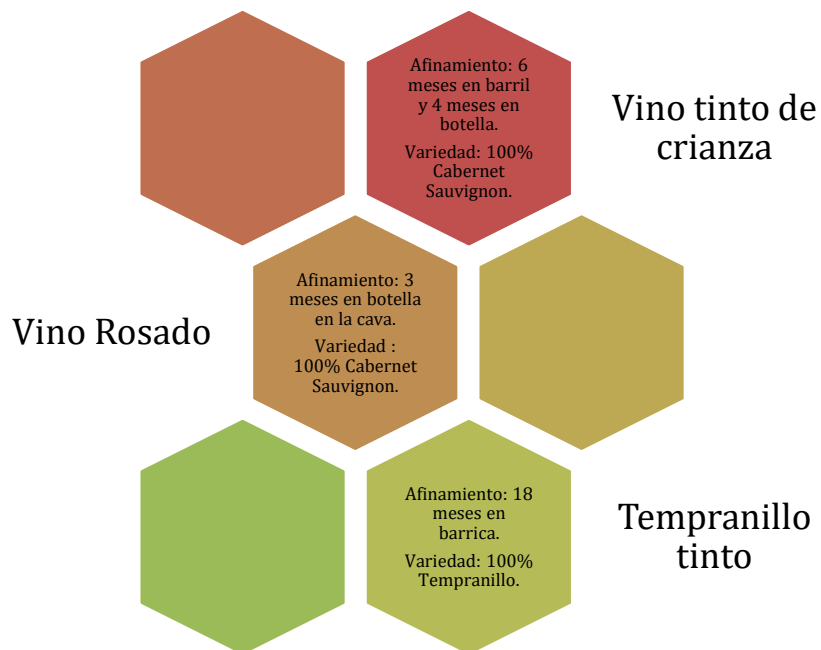 Afinamiento: 6
meses en barril
y 4 meses en
botella.
Variedad: 100%
Cabernet
Sauvignon.
Vino tinto de
crianza
Vino Rosado
Afinamiento: 3
meses en botella
en la cava.
Variedad :
100% Cabernet
Sauvignon.
Afinamiento: 18
meses en
barrica.
Variedad: 100%
Tempranillo.
Tempranillo
tinto